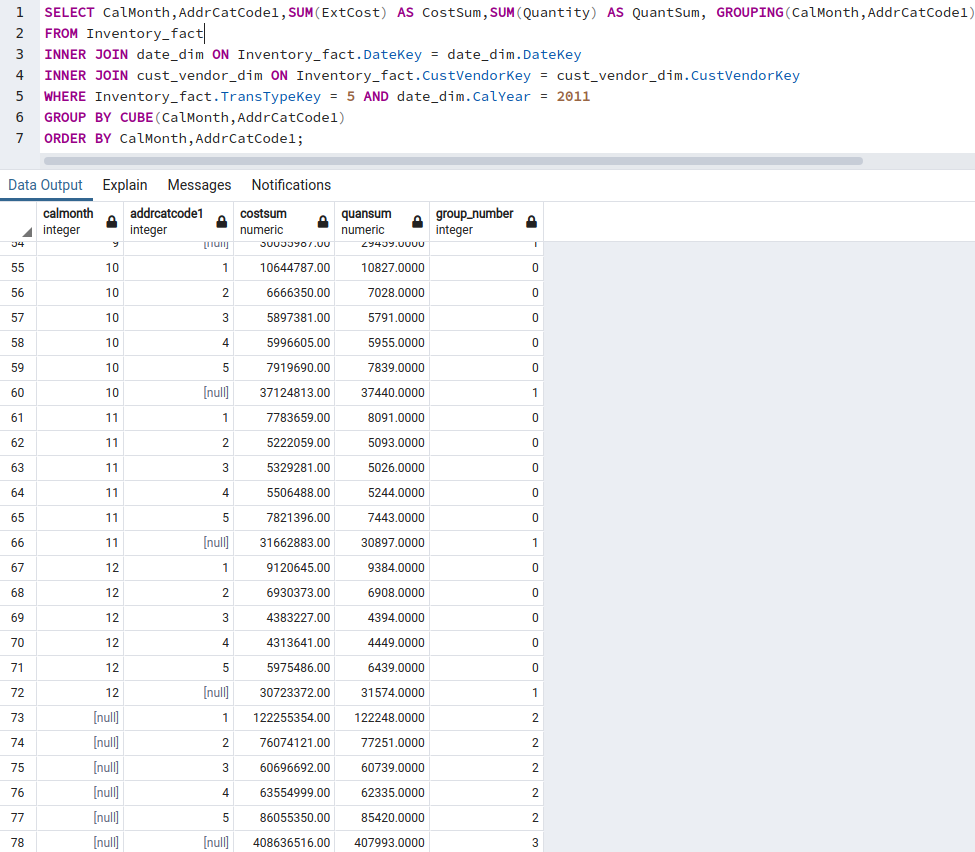 1 SELECT CalMonth,AddrCatCode1,SUM(ExtCost) AS CostSum,SUM(Quantity) AS QuantSum, GROUPING(CalMonth,AddrCatCode1)
2 FROM Inventory_fact
3 INNER JOIN date_dim ON Inventory_fact.DateKey = date_dim.DateKey
4 INNER JOIN cust_vendor_dim ON Inventory_fact.CustVendorKey = cust_vendor_dim.CustVendorKey
5 WHERE Inventory_fact.TransTypeKey = 5 AND date_dim.CalYear = 2011
6 GROUP BY CUBE(CalMonth,AddrCatCode1)
7 ORDER BY CalMonth,AddrCatCode1;
Data Output Explain Messages Notifications
calmonth addrcatcode1 costsum quansum group_number
integer integer numeric numeric integer
54 9 [null] 30055987.00 29459.0000 1
55 10 1 10644787.00 10827.0000 0
56 10 2 6666350.00 7028.0000 0
57 10 3 5897381.00 5791.0000 0
58 10 4 5996605.00 5955.0000 0
59 10 5 7919690.00 7839.0000 0
60 10 [null] 37124813.00 37440.0000 1
61 11 1 7783659.00 8091.0000 0
62 11 2 5222059.00 5093.0000 0
63 11 3 5329281.00 5026.0000 0
64 11 4 5506488.00 5244.0000 0
65 11 5 7821396.00 7443.0000 0
66 11 [null] 31662883.00 30897.0000 1
67 12 1 9120645.00 9384.0000 0
68 12 2 6930373.00 6908.0000 0
69 12 3 4383227.00 4394.0000 0
70 12 4 4313641.00 4449.0000 0
71 12 5 5975486.00 6439.0000 0
72 12 [null] 30723372.00 31574.0000 1
73 [null] 1 122255354.00 122248.0000 2
74 [null] 2 76074121.00 77251.0000 2
75 [null] 3 60696692.00 60739.0000 2
76 [null] 4 63554999.00 62335.0000 2
77 [null] 5 86055350.00 85420.0000 2
78 [null] [null] 408636516.00 407993.0000 3